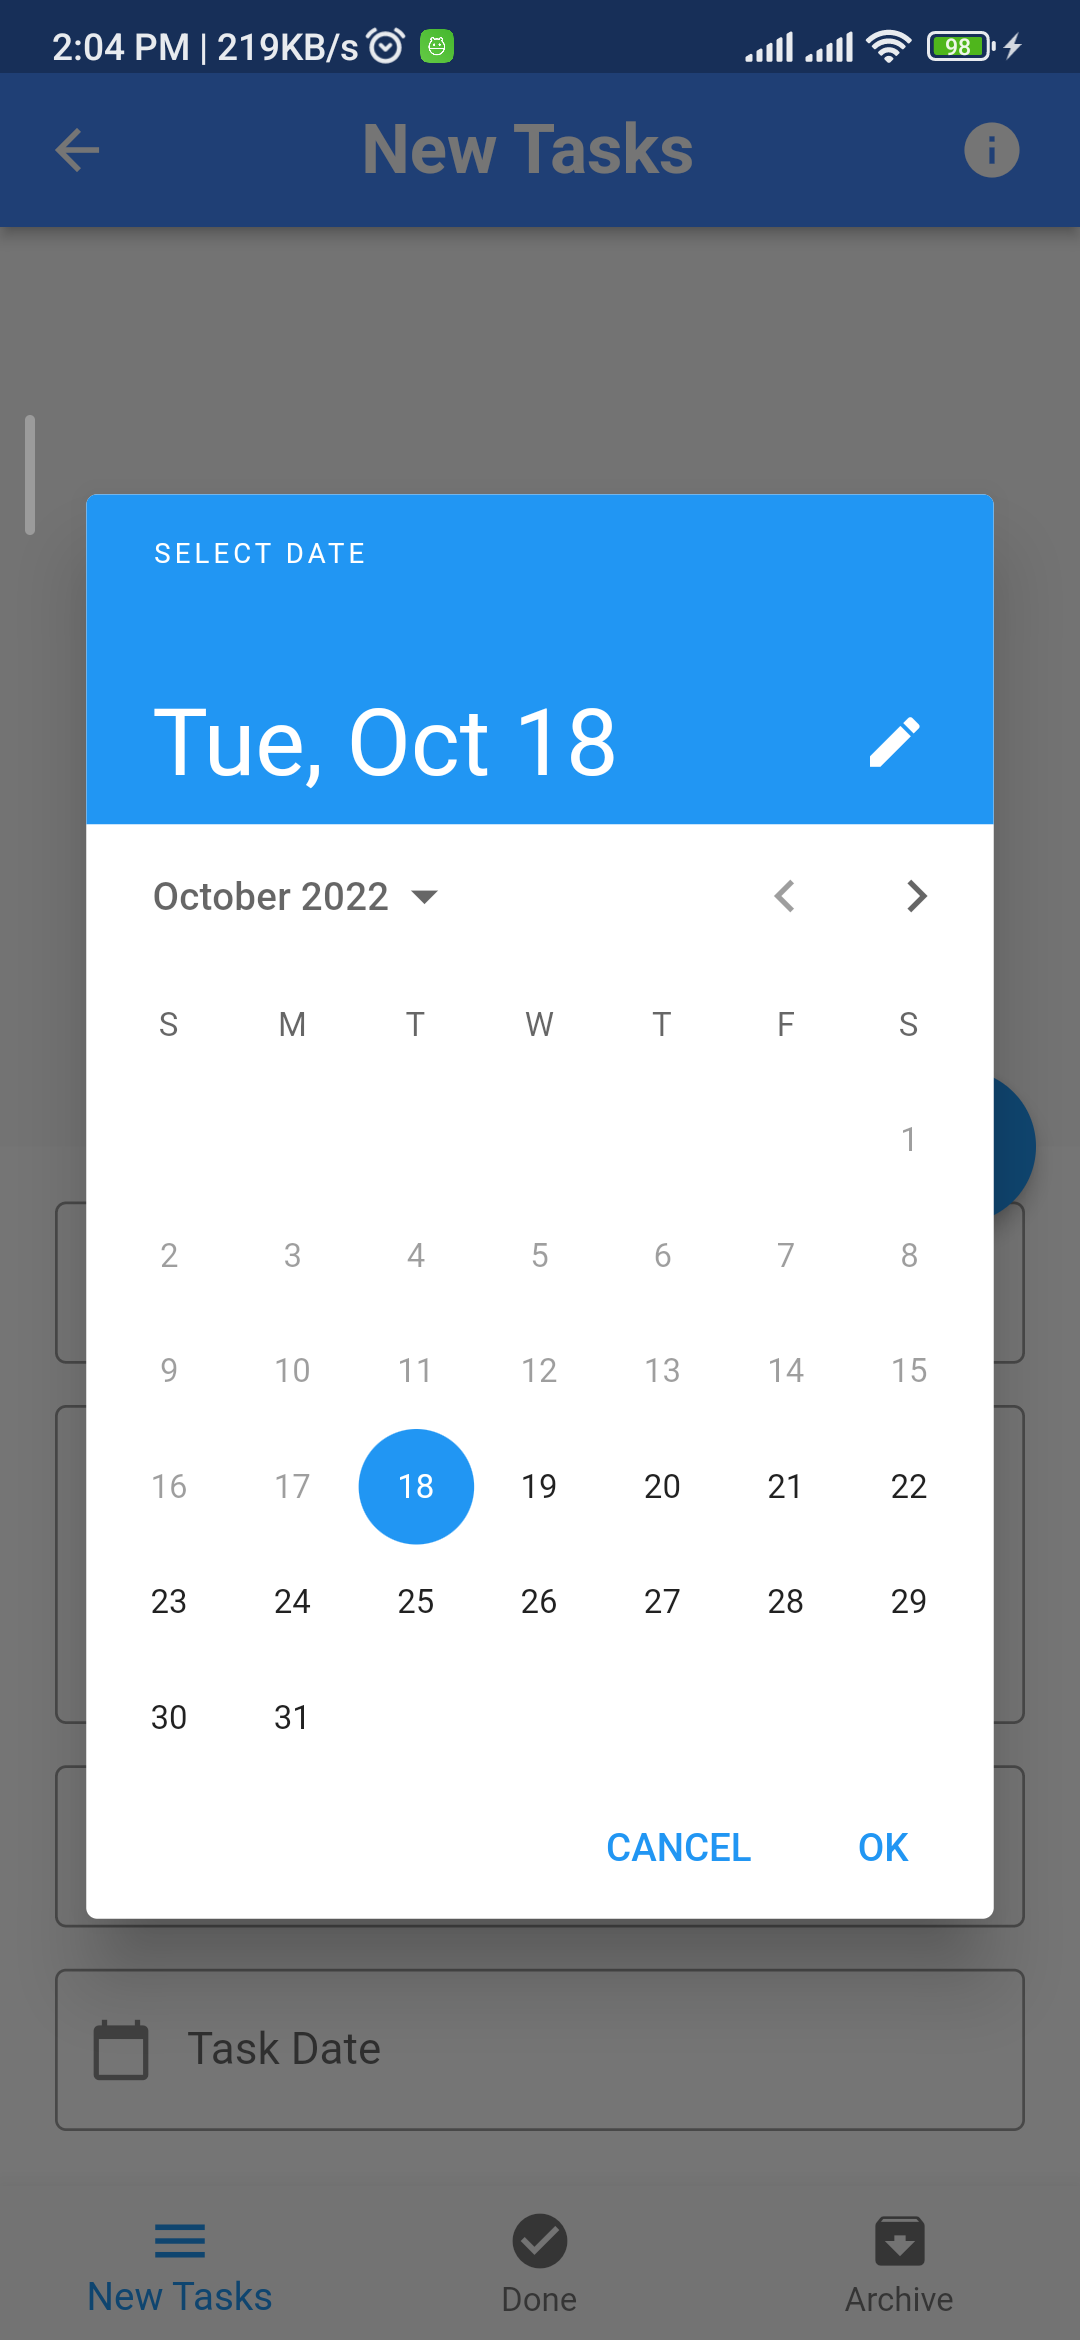 2:04 PM | 219KB/s 98
New Tasks
SELECT DATE
Tue, Oct 18
October 2022
S M T W T F S
1
2 3 4 5 6 7 8
9 10 11 12 13 14 15
16 17 18 19 20 21 22
23 24 25 26 27 28 29
30 31
CANCEL OK
Task Date
New Tasks Done Archive